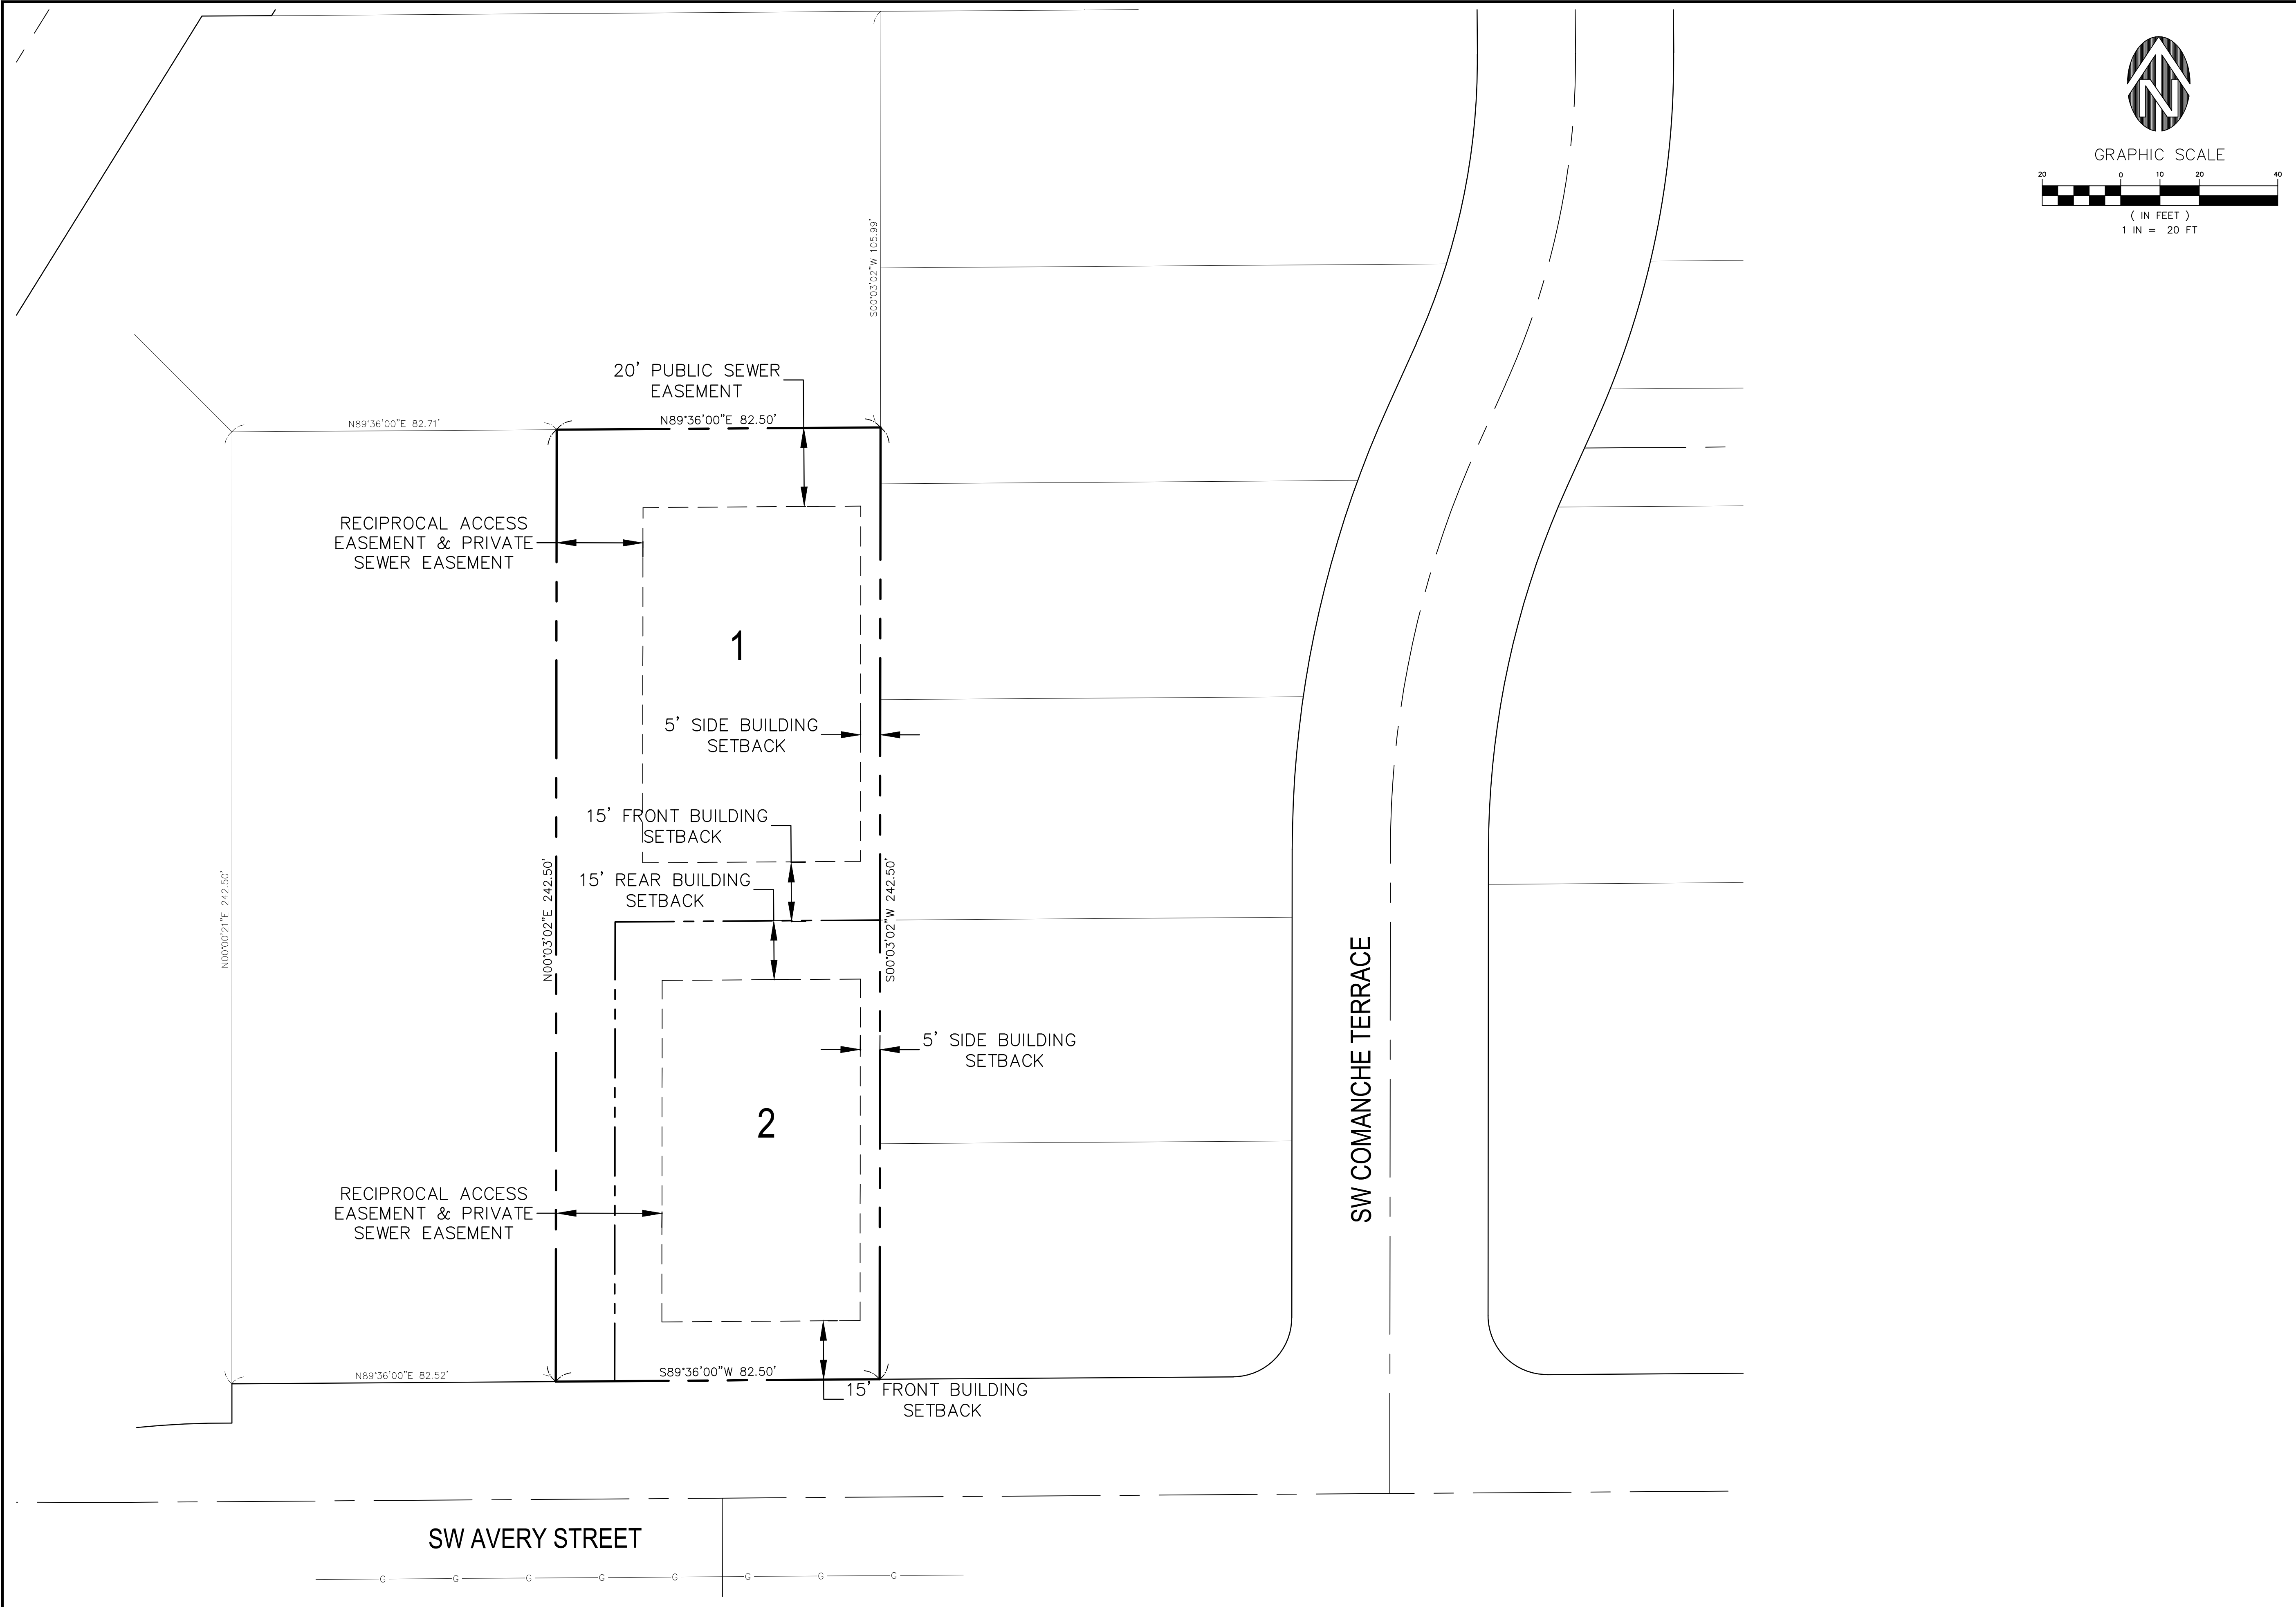 N
GRAPHIC SCALE
20 0 10 20 40
( IN FEET )
1 IN = 20 FT
S00°03'02"W 105.99'
20' PUBLIC SEWER
EASEMENT
N89°36'00"E 82.71'
N89°36'00"E 82.50'
RECIPROCAL ACCESS
EASEMENT & PRIVATE
SEWER EASEMENT
1
5' SIDE BUILDING
SETBACK
15' FRONT BUILDING
SETBACK
15' REAR BUILDING
SETBACK
N00°00'21"E 242.50'
N00°03'02"E 242.50'
S00°03'02"W 242.50'
5' SIDE BUILDING
SETBACK
2
SW COMANCHE TERRACE
RECIPROCAL ACCESS
EASEMENT & PRIVATE
SEWER EASEMENT
N89°36'00"E 82.52'
S89°36'00"W 82.50'
15' FRONT BUILDING
SETBACK
SW AVERY STREET
G G G G G G G G